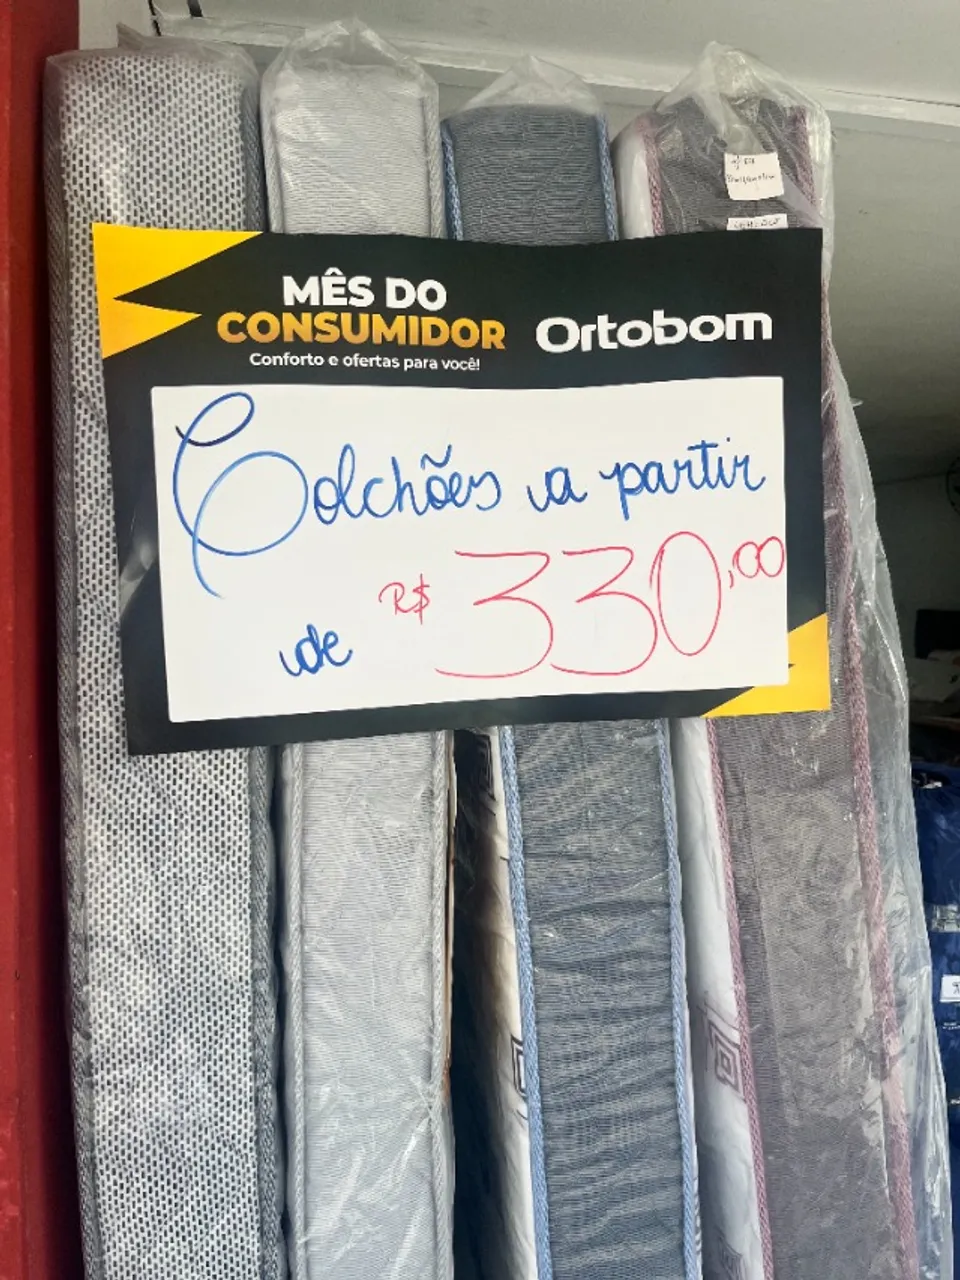 MÊS DO
CONSUMIDOR
Conforto e ofertas para você!
Ortobom
Colchões a partir
de R$ 330,00